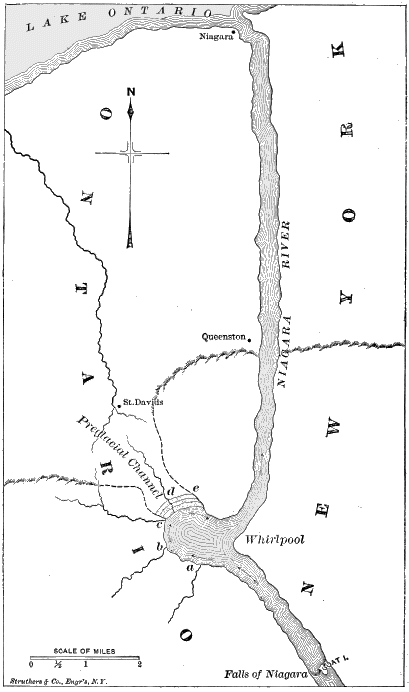 LAKE ONTARIO
Niagara
N
ONTARIO
NEW YORK
NIAGARA RIVER
Queenston
St. Davids
Preglacial Channel
e
d
c
b
a
Whirlpool
SCALE OF MILES
0 ½ 1 2
Falls of Niagara
Struthers & Co., Engr's, N.Y.